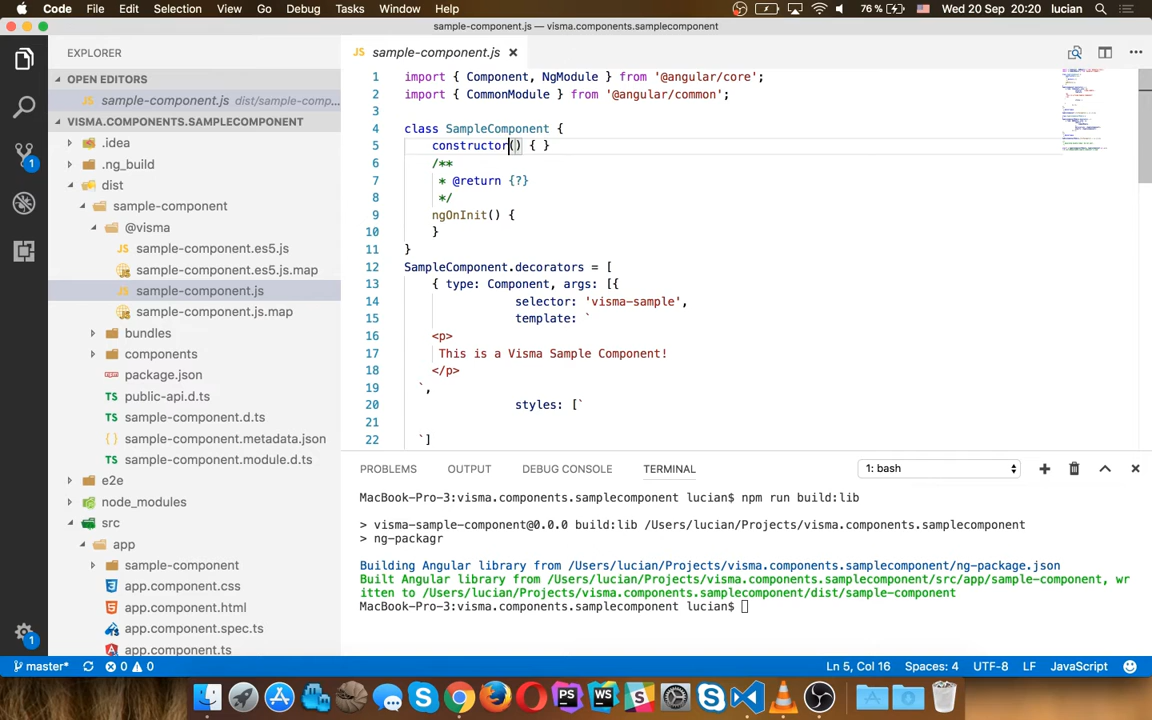 Code File Edit Selection View Go Debug Tasks Window Help 76 % Wed 20 Sep 20:20 lucian
sample-component.js — visma.components.samplecomponent
EXPLORER
OPEN EDITORS
JS sample-component.js dist/sample-comp...
VISMA.COMPONENTS.SAMPLECOMPONENT
.idea
.ng_build
dist
sample-component
@visma
JS sample-component.es5.js
sample-component.es5.js.map
JS sample-component.js
sample-component.js.map
bundles
components
package.json
TS public-api.d.ts
TS sample-component.d.ts
{ } sample-component.metadata.json
TS sample-component.module.d.ts
e2e
node_modules
src
app
sample-component
app.component.css
app.component.html
app.component.spec.ts
app.component.ts
1
1
JS sample-component.js
1 import { Component, NgModule } from '@angular/core';
2 import { CommonModule } from '@angular/common';
3
4 class SampleComponent {
5 constructor() { }
6 /**
7 * @return {?}
8 */
9 ngOnInit() {
10 }
11 }
12 SampleComponent.decorators = [
13 { type: Component, args: [{
14 selector: 'visma-sample',
15 template: `
16 <p>
17 This is a Visma Sample Component!
18 </p>
19 `,
20 styles: [`
21
22 `]
PROBLEMS OUTPUT DEBUG CONSOLE TERMINAL 1: bash
MacBook-Pro-3:visma.components.samplecomponent lucian$ npm run build:lib
> visma-sample-component@0.0.0 build:lib /Users/lucian/Projects/visma.components.samplecomponent
> ng-packagr
Building Angular library from /Users/lucian/Projects/visma.components.samplecomponent/ng-package.json
Built Angular library from /Users/lucian/Projects/visma.components.samplecomponent/src/app/sample-component, wr
itten to /Users/lucian/Projects/visma.components.samplecomponent/dist/sample-component
MacBook-Pro-3:visma.components.samplecomponent lucian$
master* 0 0 Ln 5, Col 16 Spaces: 4 UTF-8 LF JavaScript
PS WS